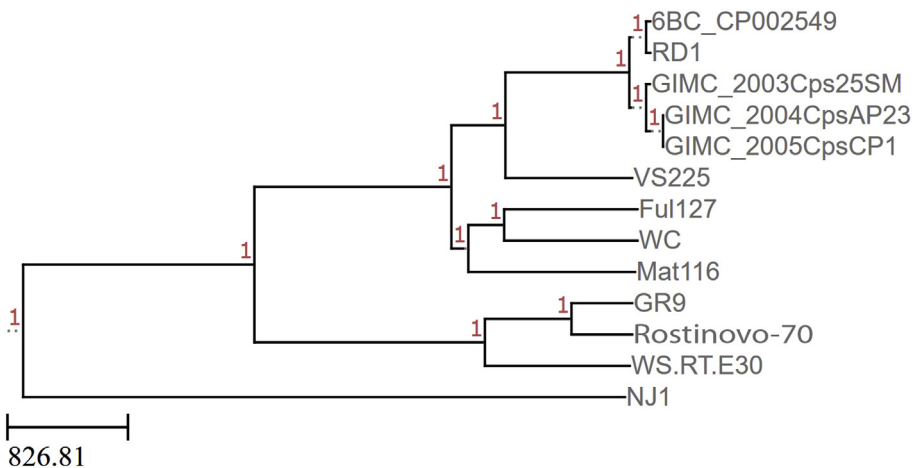 1 6BC_CP002549
RD1
1
1 GIMC_2003Cps25SM
1 GIMC_2004CpsAP23
GIMC_2005CpsCP1
1
VS225
1
1 Ful127
WC
1
Mat116
1
1 GR9
Rostinovo-70
1
WS.RT.E30
1
NJ1
826.81